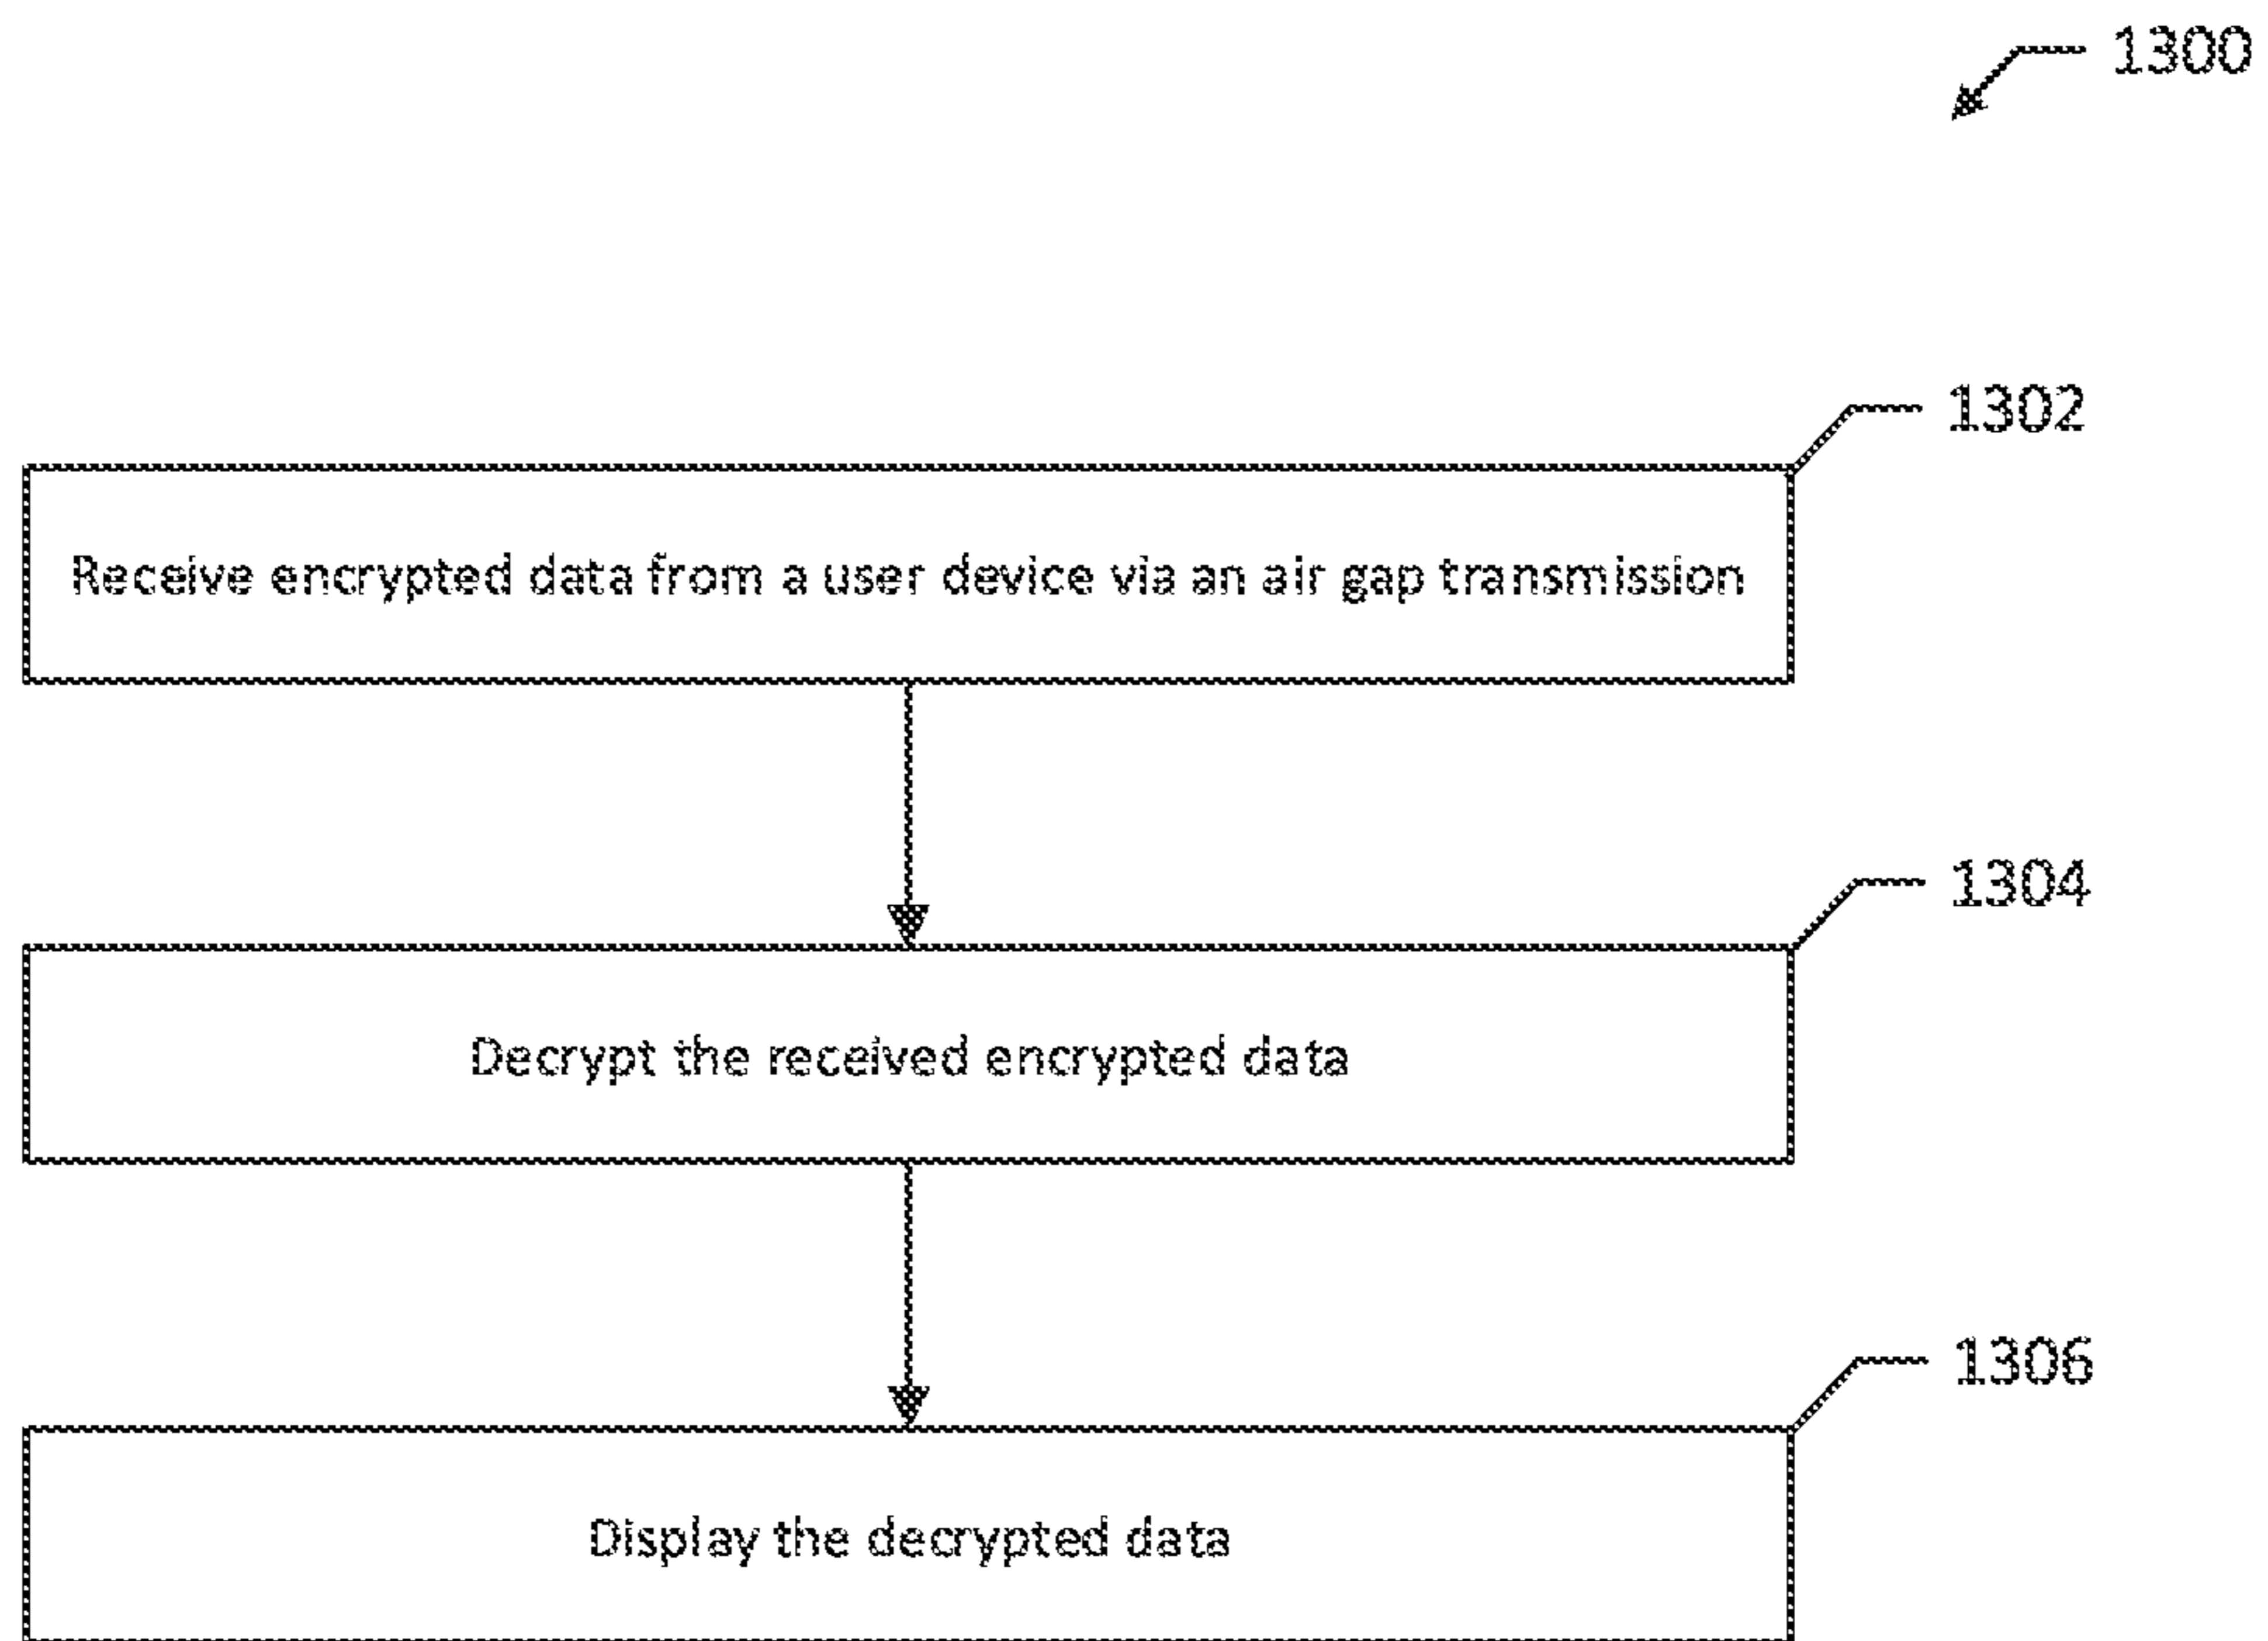 1300
1302
Receive encrypted data from a user device via an air gap transmission
1304
Decrypt the received encrypted data
1306
Display the decrypted data